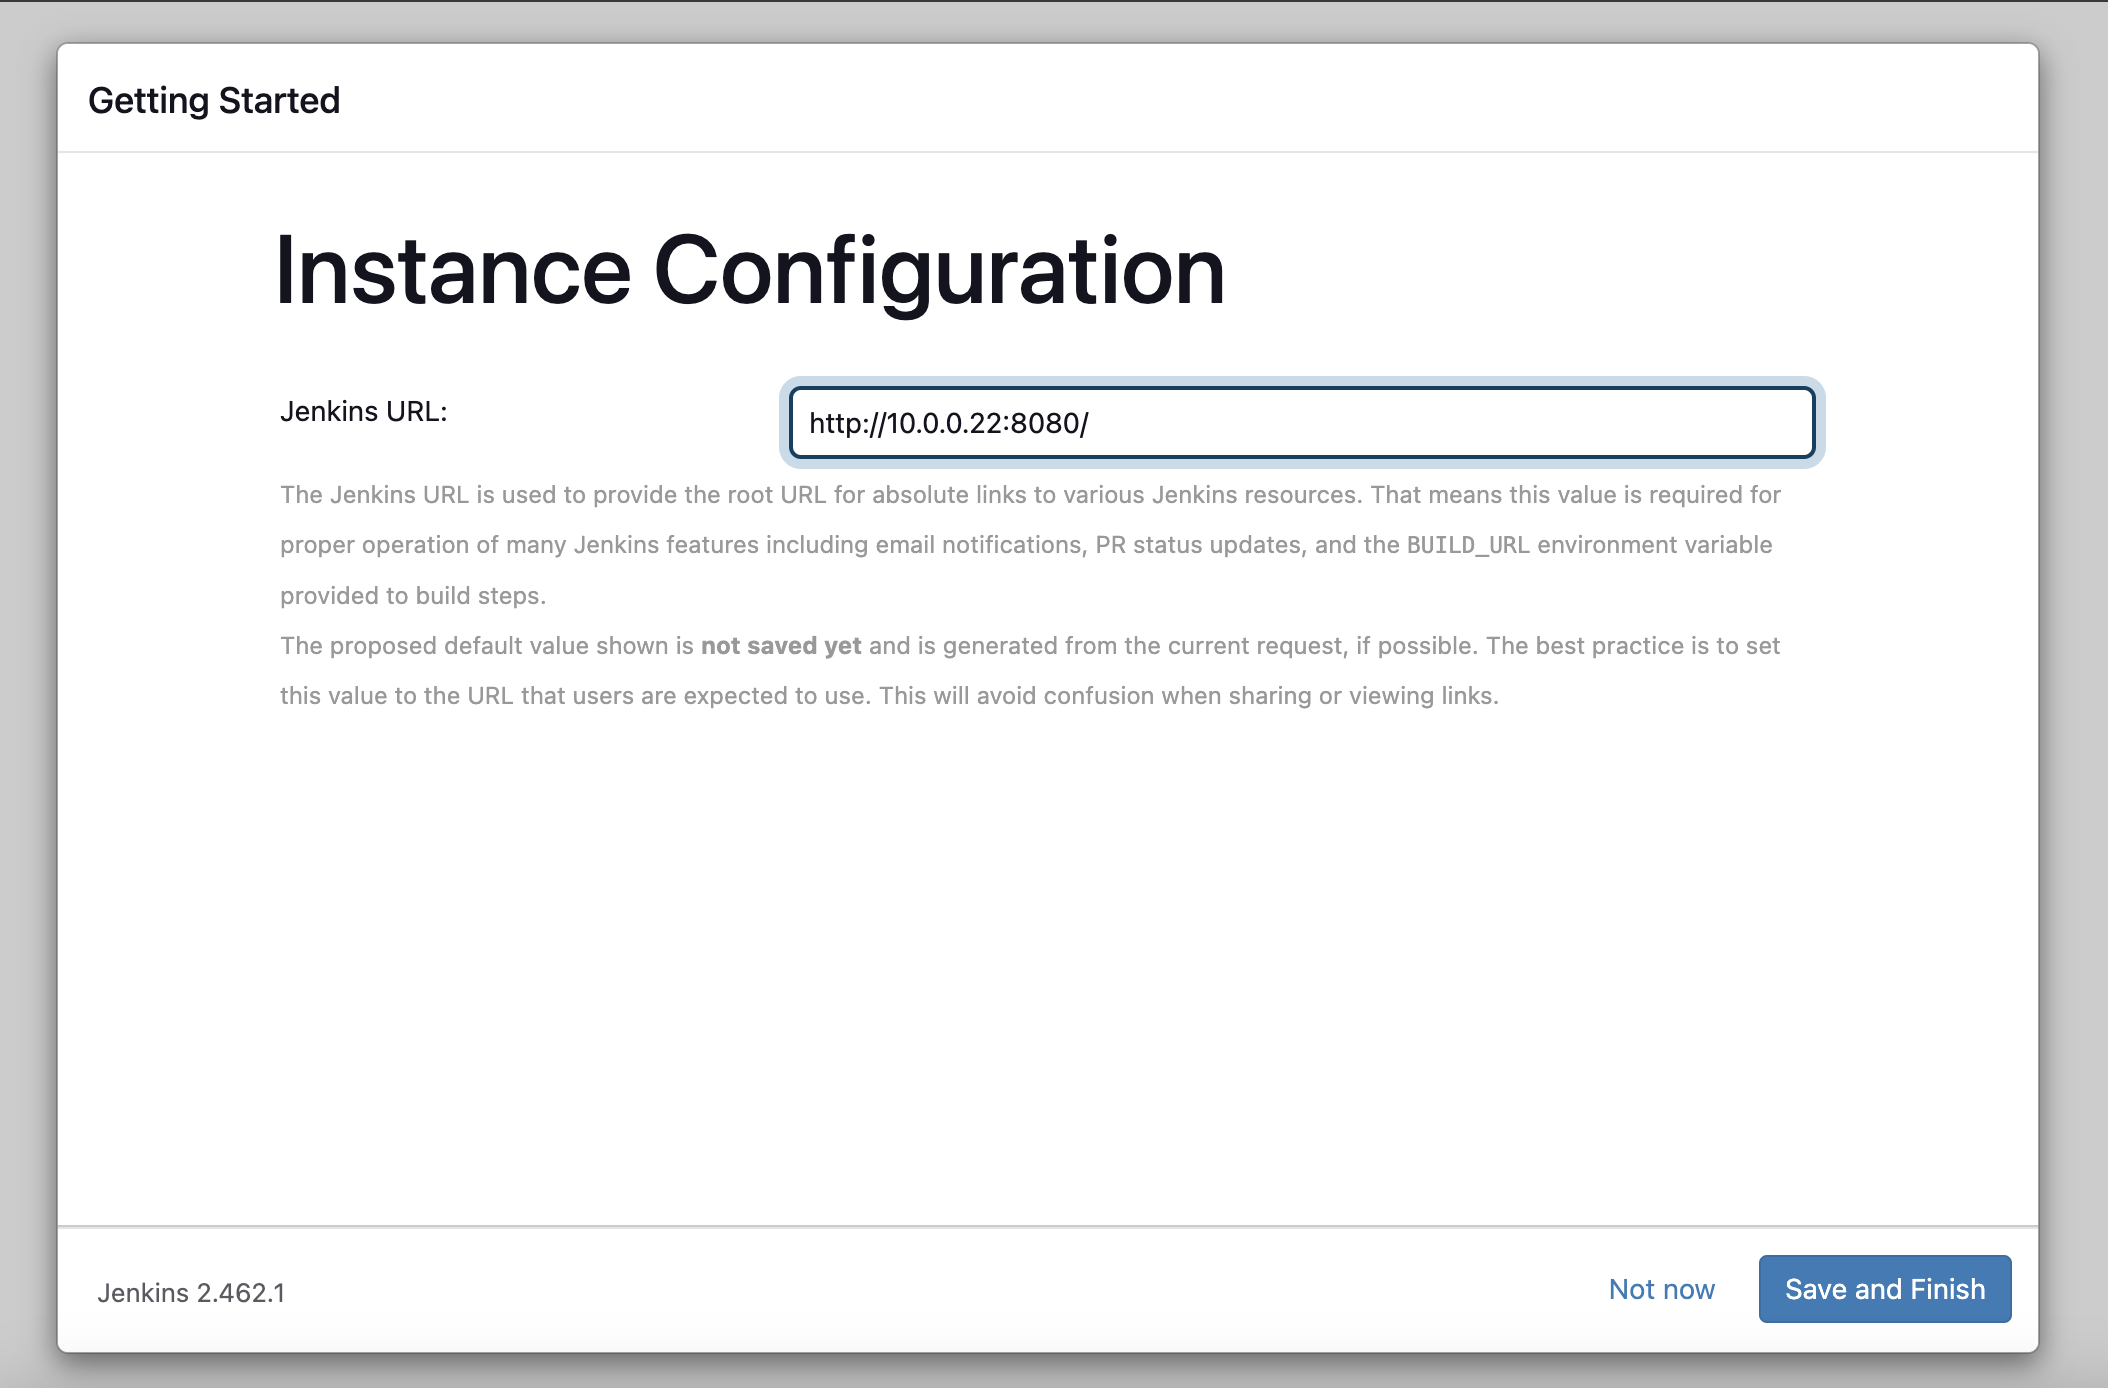 Getting Started
Instance Configuration
Jenkins URL:
http://10.0.0.22:8080/
The Jenkins URL is used to provide the root URL for absolute links to various Jenkins resources. That means this value is required for
proper operation of many Jenkins features including email notifications, PR status updates, and the BUILD_URL environment variable
provided to build steps.
The proposed default value shown is not saved yet and is generated from the current request, if possible. The best practice is to set
this value to the URL that users are expected to use. This will avoid confusion when sharing or viewing links.
Jenkins 2.462.1
Not now
Save and Finish